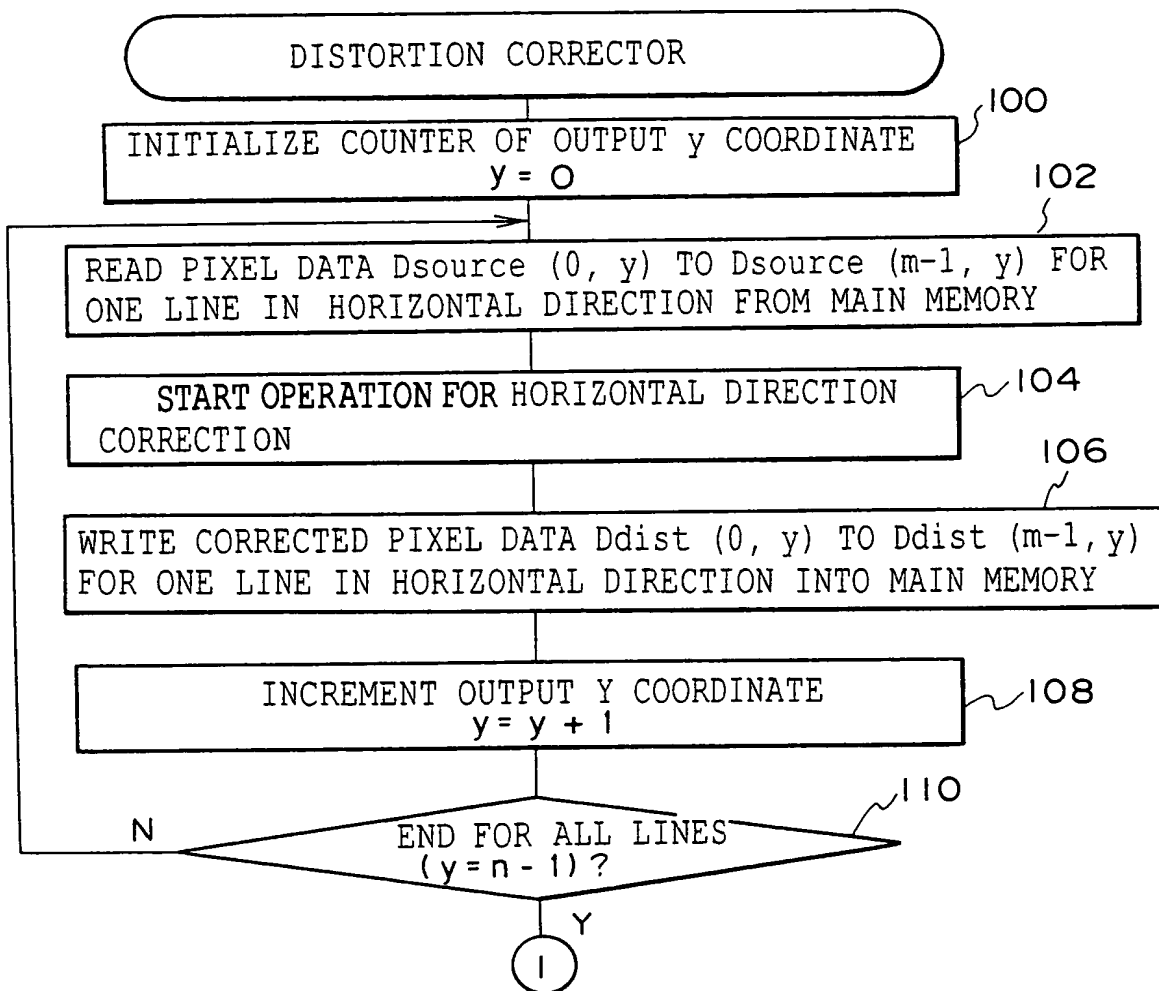 DISTORTION CORRECTOR
100
INITIALIZE COUNTER OF OUTPUT y COORDINATE
y = 0
102
READ PIXEL DATA Dsource (0, y) TO Dsource (m-1, y) FOR
ONE LINE IN HORIZONTAL DIRECTION FROM MAIN MEMORY
START OPERATION FOR HORIZONTAL DIRECTION
CORRECTION
104
106
WRITE CORRECTED PIXEL DATA Ddist (0, y) TO Ddist (m-1, y)
FOR ONE LINE IN HORIZONTAL DIRECTION INTO MAIN MEMORY
INCREMENT OUTPUT Y COORDINATE
y = y + 1
108
110
N
END FOR ALL LINES
(y = n - 1) ?
Y
1